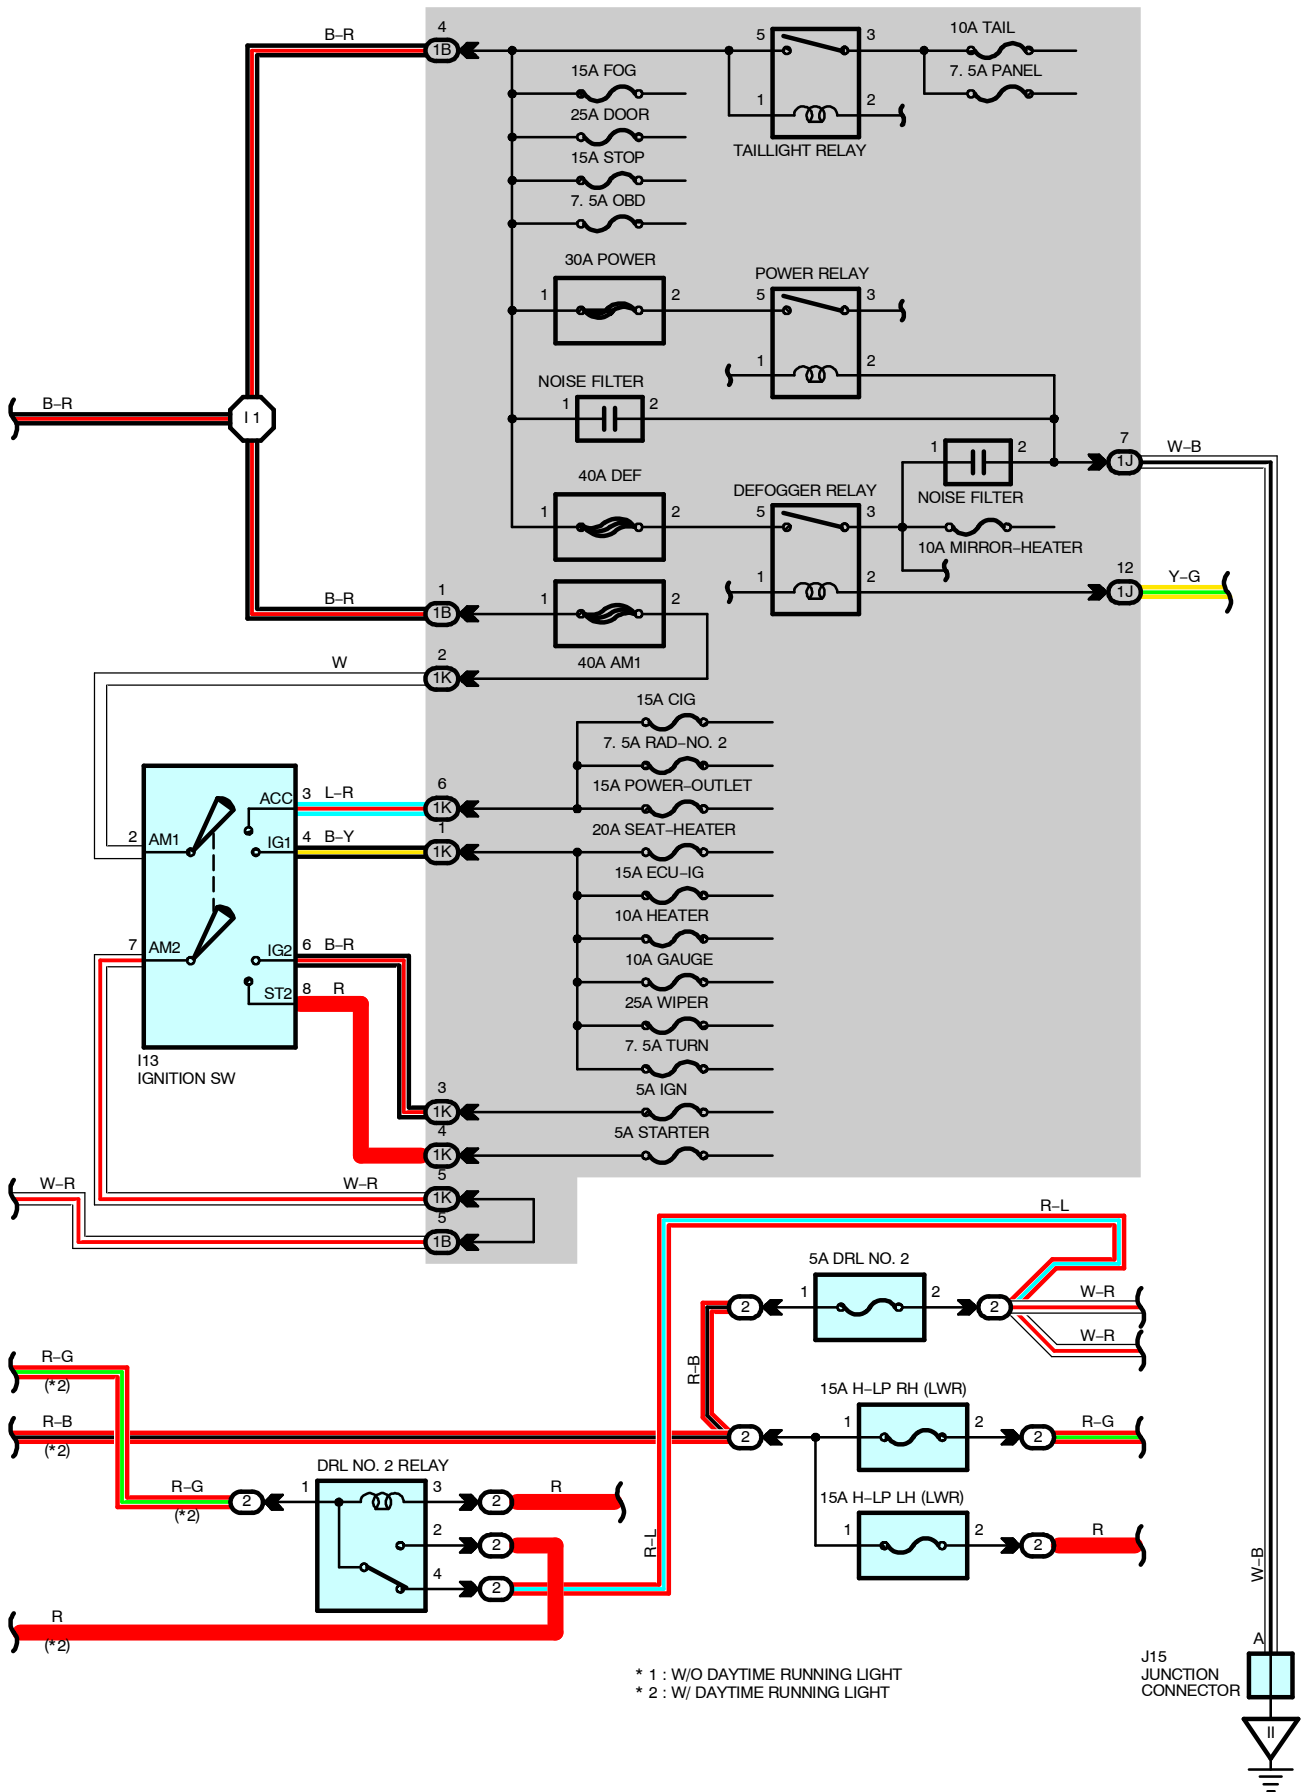 B-R
4
1B
5
3
10A TAIL
15A FOG
7. 5A PANEL
1
2
25A DOOR
TAILLIGHT RELAY
15A STOP
7. 5A OBD
30A POWER
POWER RELAY
1
2
5
3
1
2
NOISE FILTER
1
2
B-R
I 1
7
1J
W-B
1
2
NOISE FILTER
40A DEF
DEFOGGER RELAY
1
2
5
3
10A MIRROR-HEATER
1
2
12
1J
Y-G
B-R
1
1B
1
2
40A AM1
W
2
1K
15A CIG
7. 5A RAD-NO. 2
15A POWER-OUTLET
ACC
3
L-R
6
1K
20A SEAT-HEATER
2
AM1
IG1
4
B-Y
1
1K
15A ECU-IG
10A HEATER
7
AM2
IG2
6
B-R
10A GAUGE
ST2
8
R
25A WIPER
7. 5A TURN
I13
IGNITION SW
5A IGN
3
1K
5A STARTER
4
1K
W-R
W-R
5
1K
5
1B
R-L
5A DRL NO. 2
2
1
2
2
W-R
W-R
R-G
(*2)
R-B
15A H-LP RH (LWR)
R-B
(*2)
2
1
2
2
R-G
DRL NO. 2 RELAY
R-G
(*2)
2
1
3
2
R
15A H-LP LH (LWR)
2
2
1
2
2
R
R-L
4
2
R
(*2)
W-B
A
J15
JUNCTION
CONNECTOR
II
* 1 : W/O DAYTIME RUNNING LIGHT
* 2 : W/ DAYTIME RUNNING LIGHT